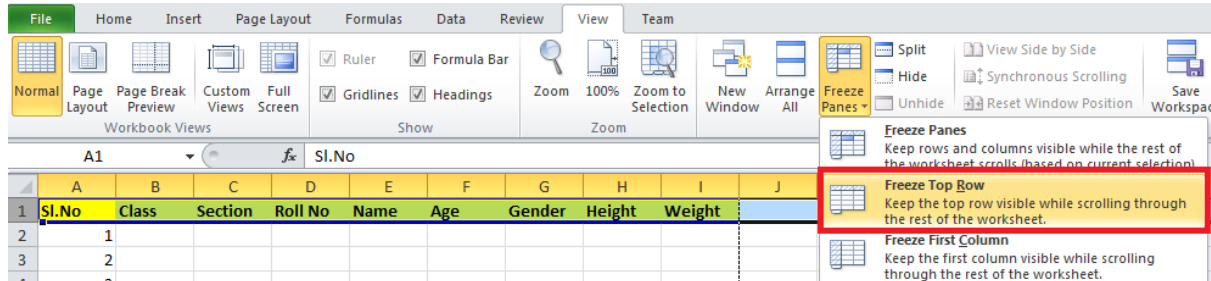 File Home Insert Page Layout Formulas Data Review View Team
Normal Page Layout Page Break Preview Custom Views Full Screen
Workbook Views
Ruler Formula Bar
Gridlines Headings
Show
Zoom 100% Zoom to Selection
100
Zoom
New Window Arrange All Freeze Panes
Split
Hide
Unhide
View Side by Side
Synchronous Scrolling
Reset Window Position
Save
Workspac
A1 fx Sl.No
Freeze Panes
Keep rows and columns visible while the rest of
the worksheet scrolls (based on current selection)
Freeze Top Row
Keep the top row visible while scrolling through
the rest of the worksheet.
Freeze First Column
Keep the first column visible while scrolling
through the rest of the worksheet.
A B C D E F G H I J
1 Sl.No Class Section Roll No Name Age Gender Height Weight
2 1
3 2